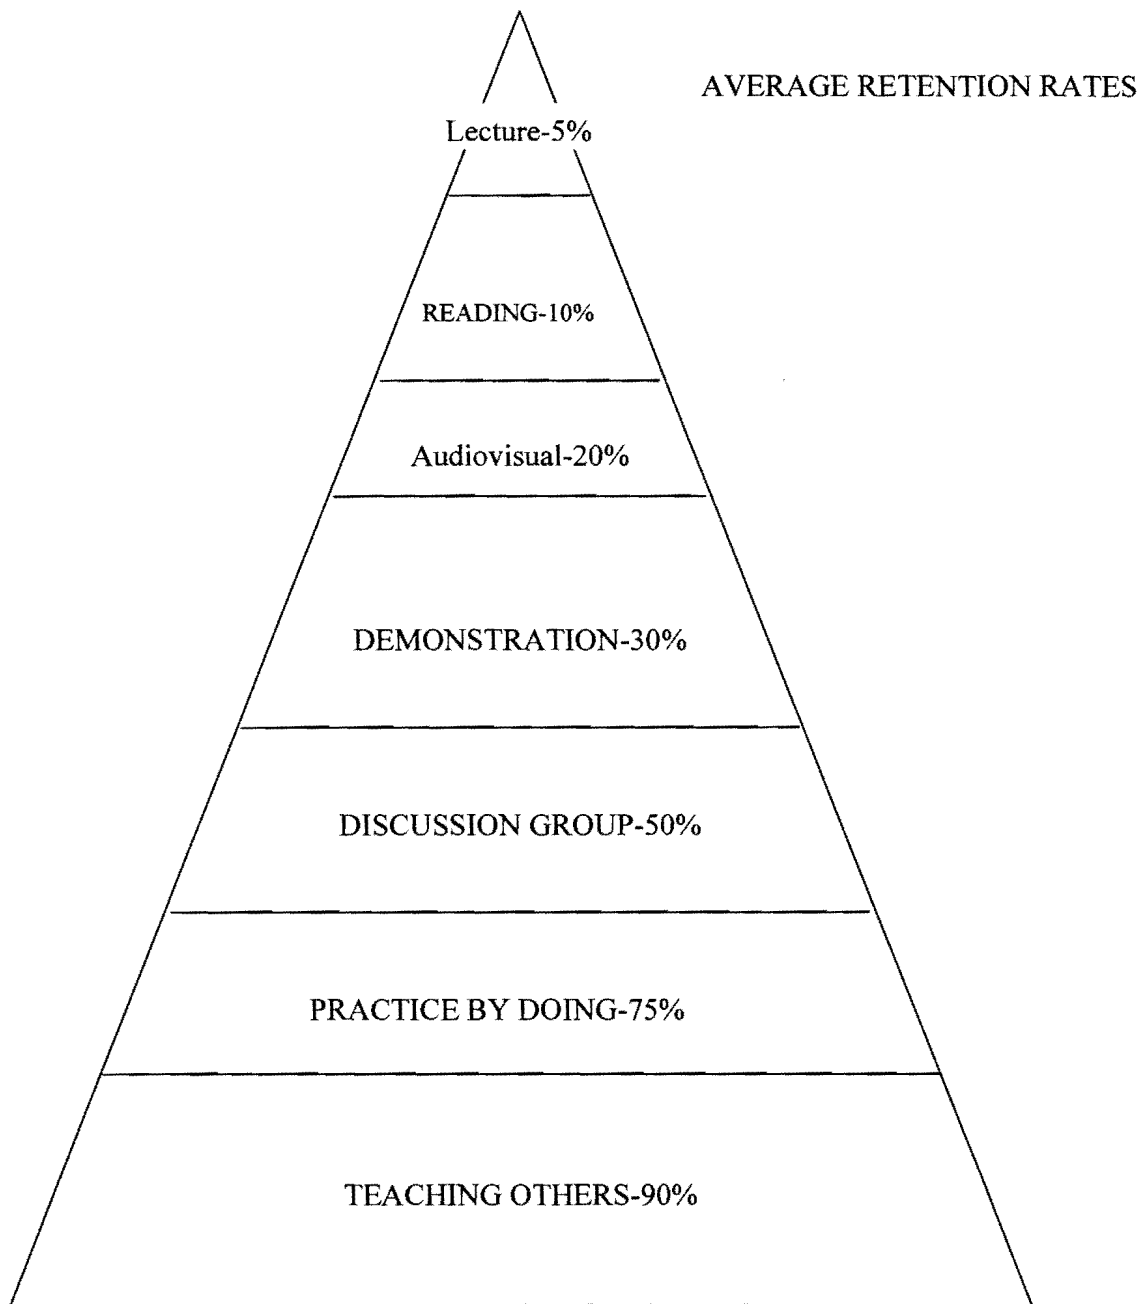 AVERAGE RETENTION RATES
Lecture-5%
READING-10%
Audiovisual-20%
DEMONSTRATION-30%
DISCUSSION GROUP-50%
PRACTICE BY DOING-75%
TEACHING OTHERS-90%